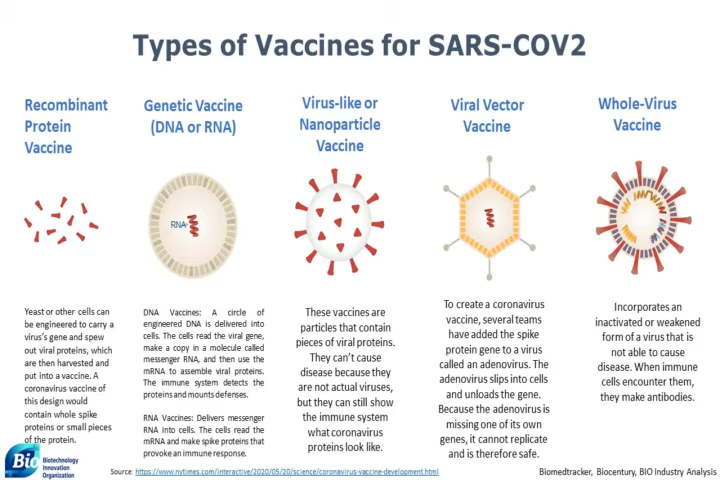 Types of Vaccines for SARS-COV2
Recombinant
Protein
Vaccine
Genetic Vaccine
(DNA or RNA)
Virus-like or
Nanoparticle
Vaccine
Viral Vector
Vaccine
Whole-Virus
Vaccine
RNA
Yeast or other cells can
be engineered to carry a
virus's gene and spew
out viral proteins, which
are then harvested and
put into a vaccine. A
coronavirus vaccine of
this design would
contain whole spike
proteins or small pieces
of the protein.
DNA Vaccines: A circle of
engineered DNA is delivered into
cells. The cells read the viral gene,
make a copy in a molecule called
messenger RNA, and then use the
mRNA to assemble viral proteins.
The immune system detects the
proteins and mounts defenses.
RNA Vaccines: Delivers messenger
RNA into cells. The cells read the
mRNA and make spike proteins that
provoke an immune response.
These vaccines are
particles that contain
pieces of viral proteins.
They can't cause
disease because they
are not actual viruses,
but they can still show
the immune system
what coronavirus
proteins look like.
To create a coronavirus
vaccine, several teams
have added the spike
protein gene to a virus
called an adenovirus. The
adenovirus slips into cells
and unloads the gene.
Because the adenovirus is
missing one of its own
genes, it cannot replicate
and is therefore safe.
Incorporates an
inactivated or weakened
form of a virus that is
not able to cause
disease. When immune
cells encounter them,
they make antibodies.
Bio
Biotechnology
Innovation
Organization
Source: https://www.nytimes.com/interactive/2020/05/20/science/coronavirus-vaccine-development.html
Biomedtracker, Biocentury, BIO Industry Analysis